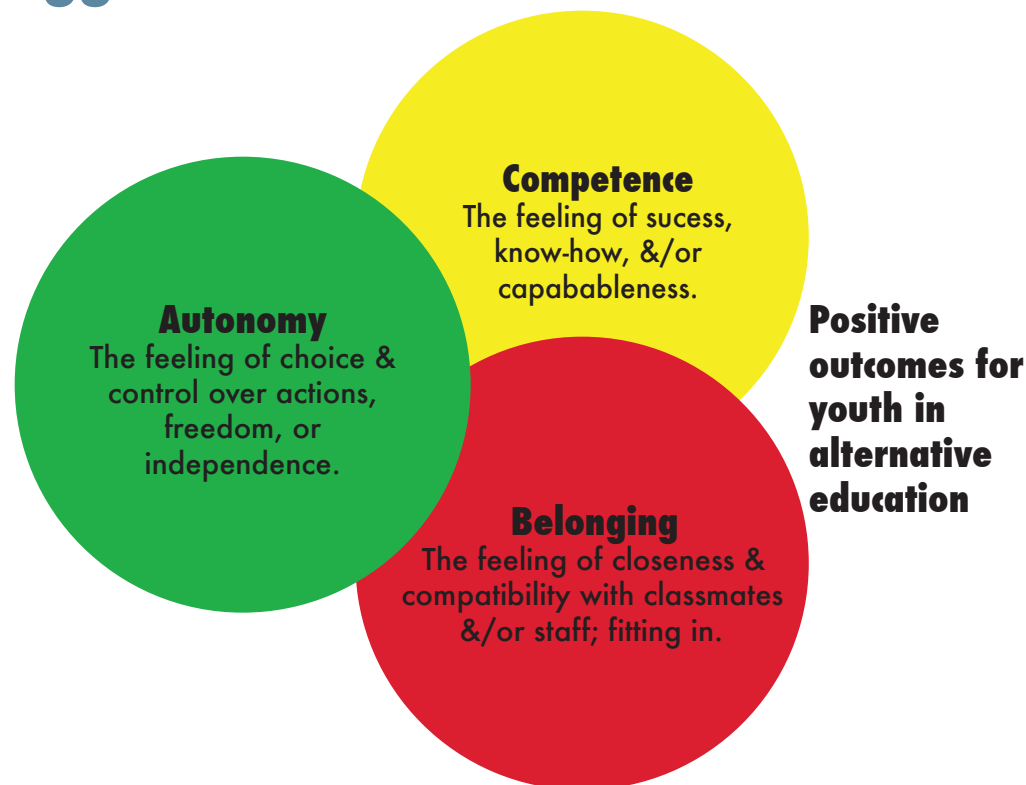 Competence
The feeling of sucess,
know-how, &/or
capabableness.
Autonomy
The feeling of choice &
control over actions,
freedom, or
independence.
Belonging
The feeling of closeness &
compatibility with classmates
&/or staff; fitting in.
Positive
outcomes for
youth in
alternative
education